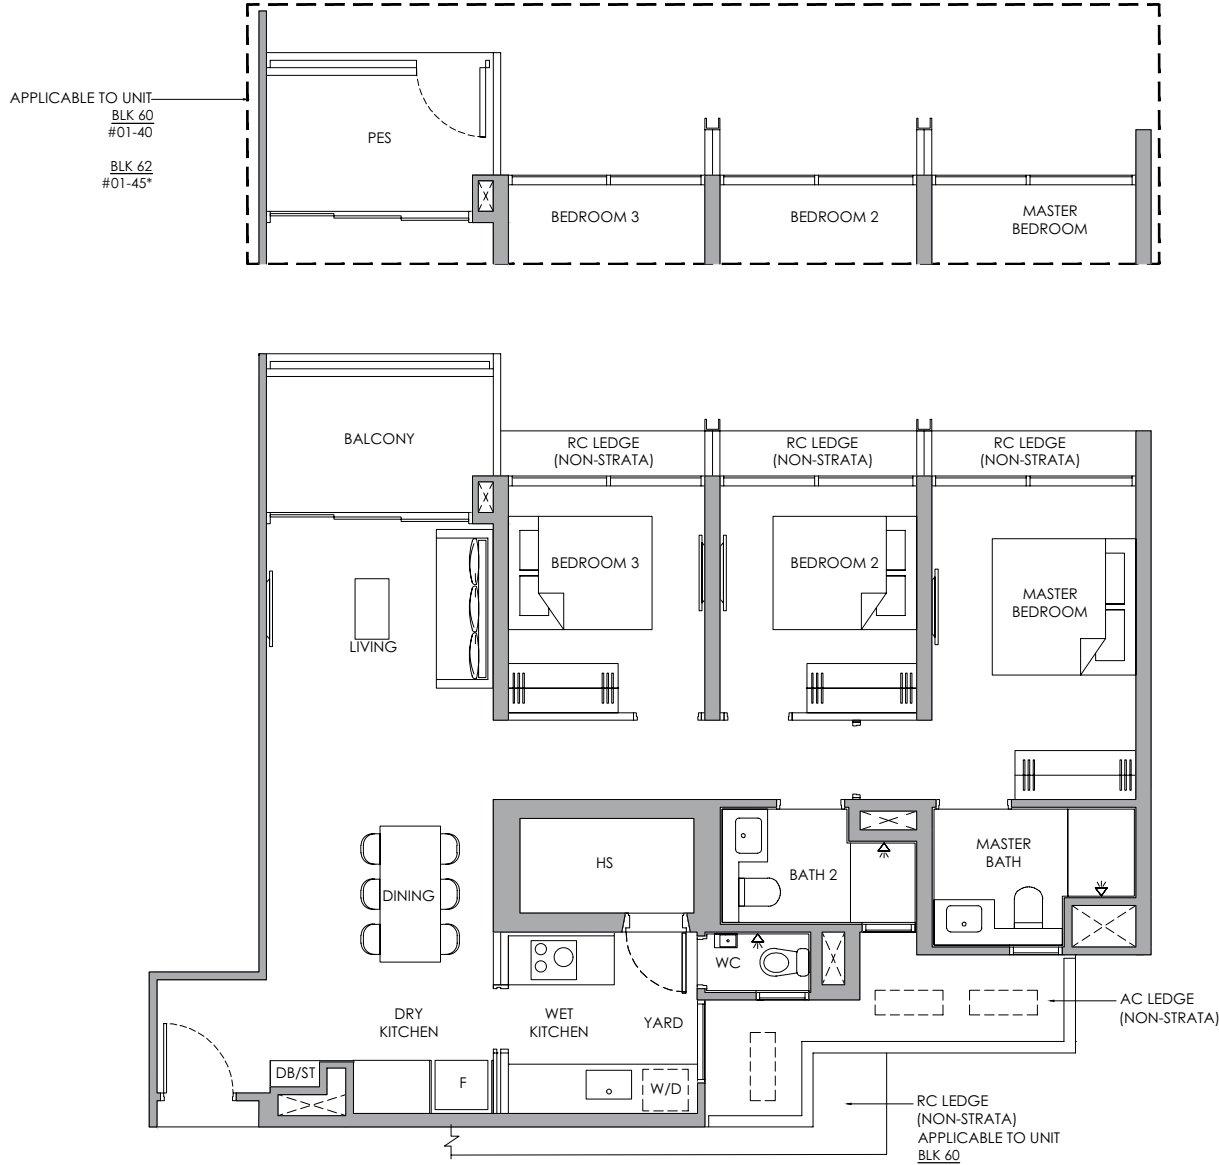 APPLICABLE TO UNIT
BLK 60
#01-40
BLK 62
#01-45*
PES
BEDROOM 3
BEDROOM 2
MASTER
BEDROOM
BALCONY
RC LEDGE
(NON-STRATA)
RC LEDGE
(NON-STRATA)
RC LEDGE
(NON-STRATA)
BEDROOM 3
BEDROOM 2
MASTER
BEDROOM
LIVING
HS
BATH 2
MASTER
BATH
DINING
WC
DRY
KITCHEN
WET
KITCHEN
YARD
AC LEDGE
(NON-STRATA)
DB/ST
F
W/D
RC LEDGE
(NON-STRATA)
APPLICABLE TO UNIT
BLK 60